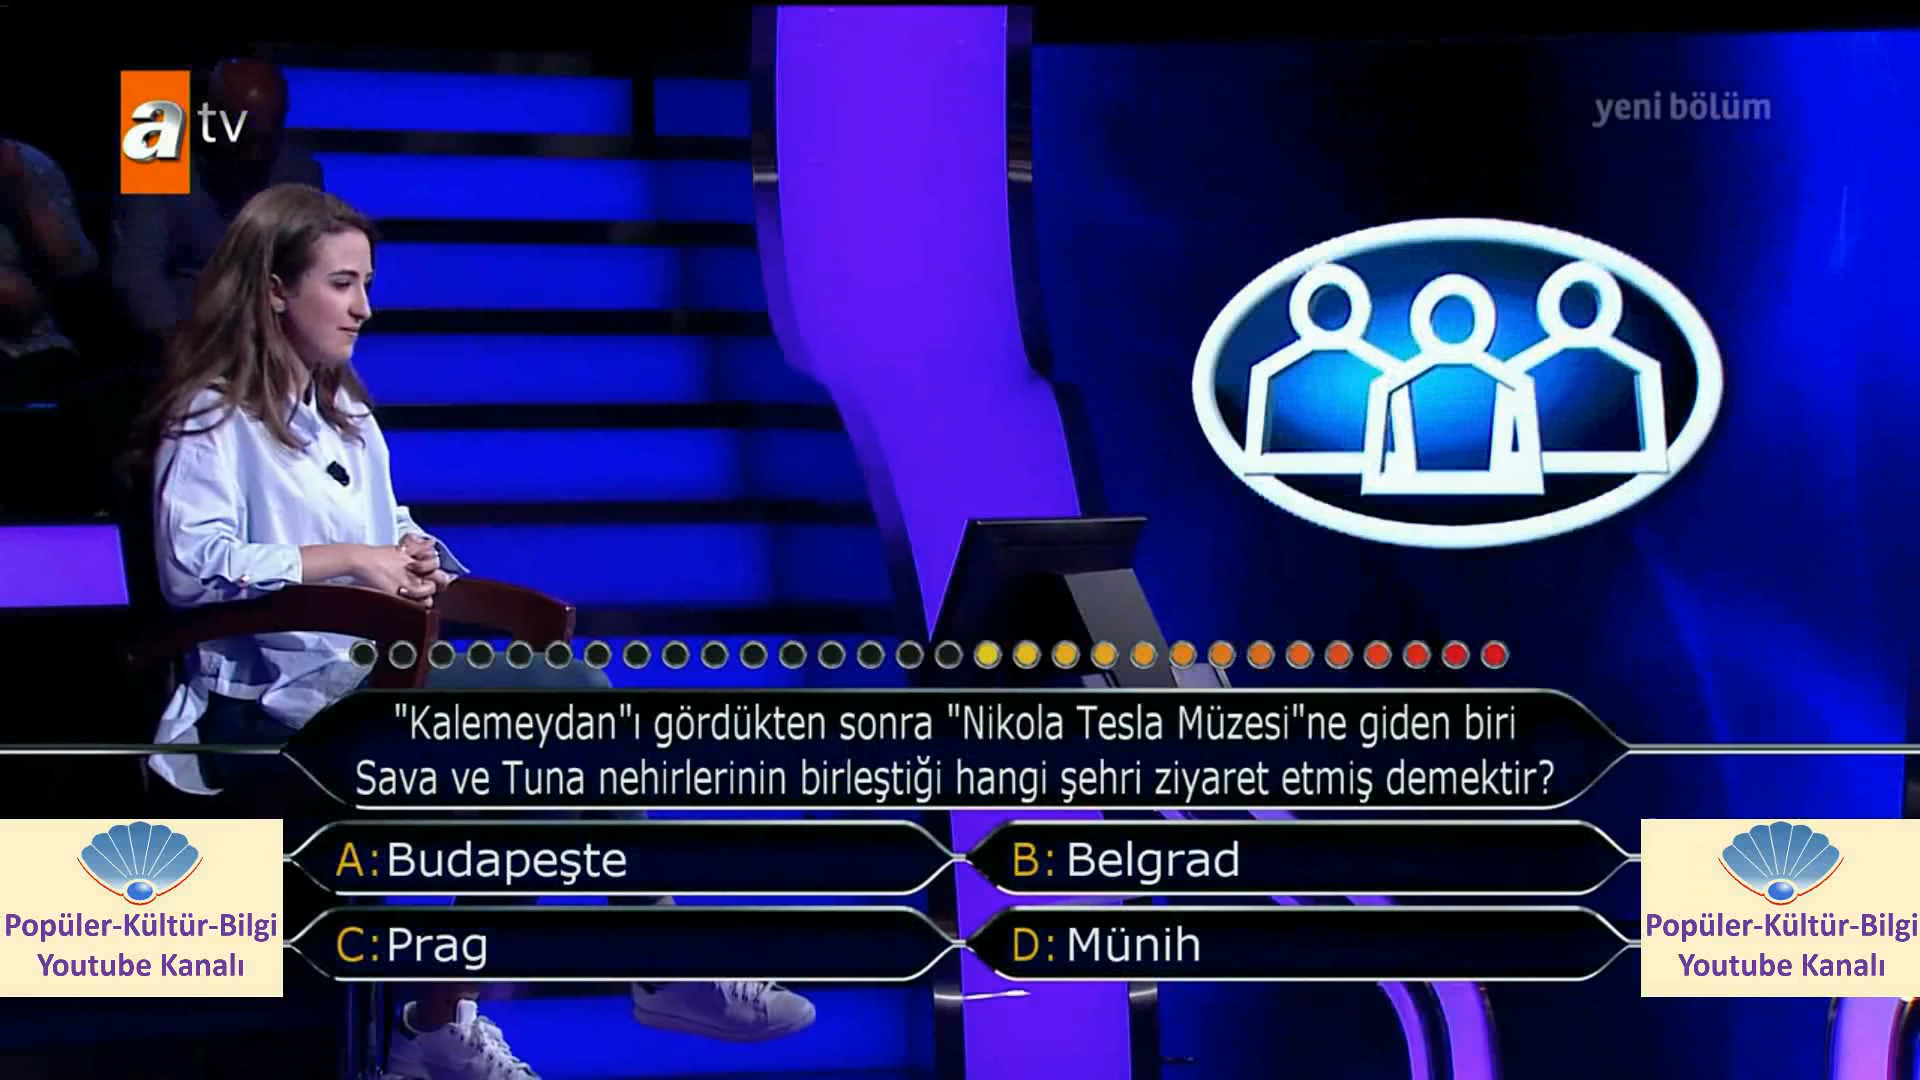 a tv
yeni bölüm
"Kalemeydan"ı gördükten sonra "Nikola Tesla Müzesi"ne giden biri
Sava ve Tuna nehirlerinin birleştiği hangi şehri ziyaret etmiş demektir?
A: Budapeşte
B: Belgrad
C: Prag
D: Münih
Popüler-Kültür-Bilgi
Youtube Kanalı
Popüler-Kültür-Bilgi
Youtube Kanalı